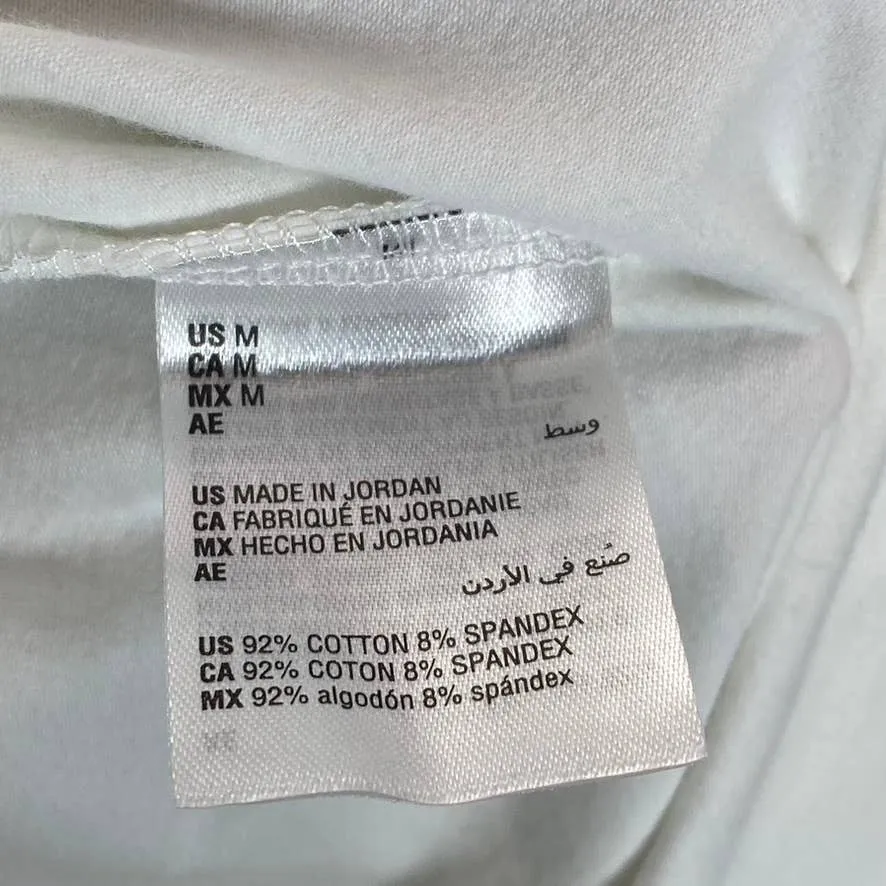 US M
CA M
MX M
AE وسط
US MADE IN JORDAN
CA FABRIQUÉ EN JORDANIE
MX HECHO EN JORDANIA
AE صُنع في الأردن
US 92% COTTON 8% SPANDEX
CA 92% COTON 8% SPANDEX
MX 92% algodón 8% spándex